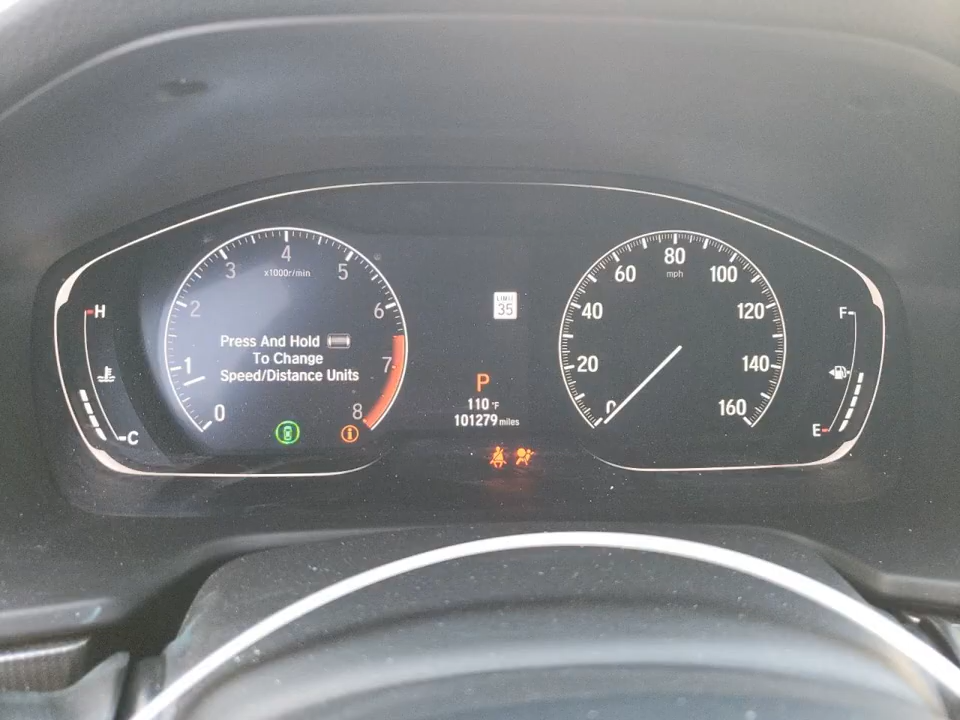 H
C
0
1
2
3
4
5
6
7
8
x1000r/min
Press And Hold
To Change
Speed/Distance Units
LIMIT
35
P
110 °F
101279 miles
0
20
40
60
80
100
120
140
160
mph
F
E